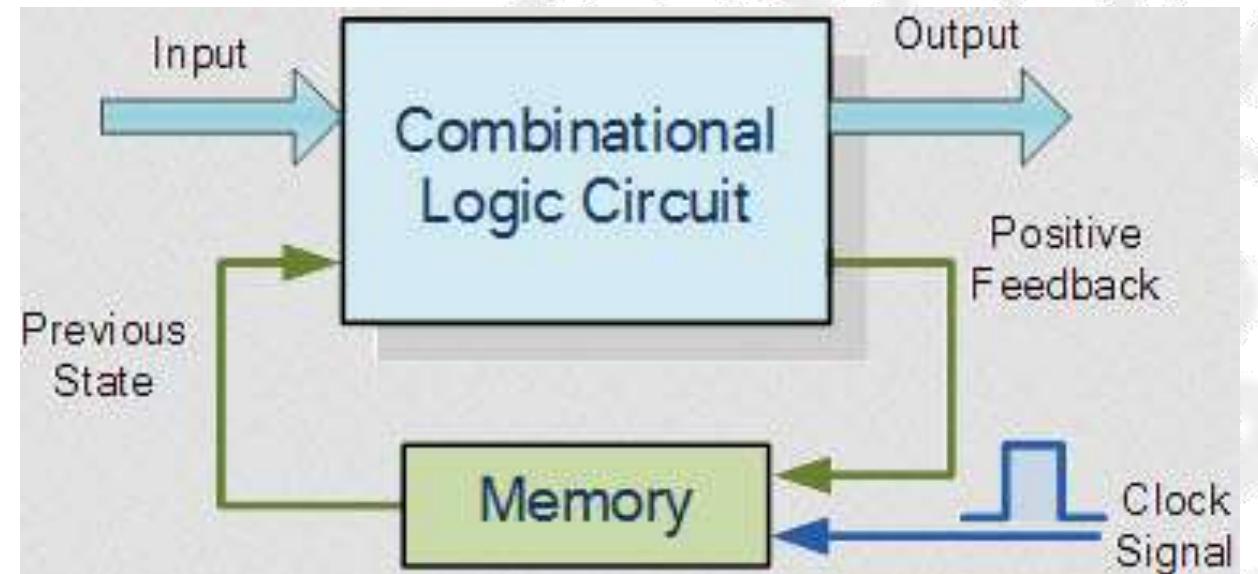 Input
Output
Combinational
Logic Circuit
Positive
Feedback
Previous
State
Memory
Clock
Signal